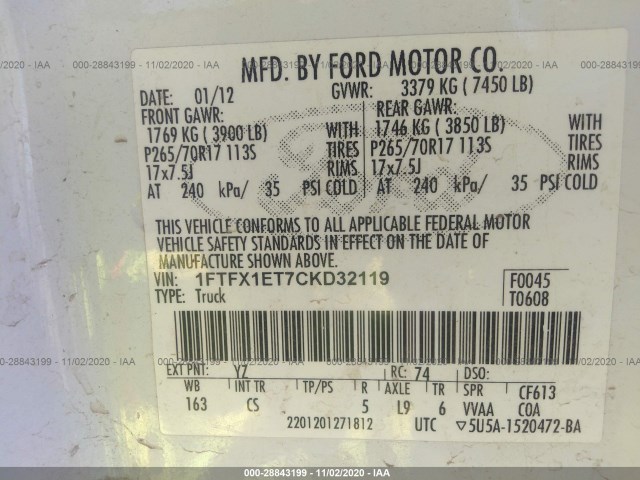 000-28843199 - 11/02/2020 - IAA
MFD. BY FORD MOTOR CO.
DATE: 01/12 GVWR: 3379 KG ( 7450 LB)
FRONT GAWR: REAR GAWR:
1769 KG ( 3900 LB) WITH 1746 KG ( 3850 LB) WITH
P265/70R17 113S TIRES P265/70R17 113S TIRES
17x7.5J RIMS 17x7.5J RIMS
AT 240 kPa/ 35 PSI COLD AT 240 kPa/ 35 PSI COLD
THIS VEHICLE CONFORMS TO ALL APPLICABLE FEDERAL MOTOR
VEHICLE SAFETY STANDARDS IN EFFECT ON THE DATE OF
MANUFACTURE SHOWN ABOVE.
VIN: 1FTFX1ET7CKD32119 F0045
TYPE: Truck T0608
000-28843199 - 11/02/2020 - IAA
EXT PNT: YZ RC: 74 DSO:
WB INT TR TP/PS R AXLE TR SPR CF613
163 CS 5 L9 6 VVAA COA
2201201271812 UTC ▽5U5A-1520472-BA
000-28843199 - 11/02/2020 - IAA